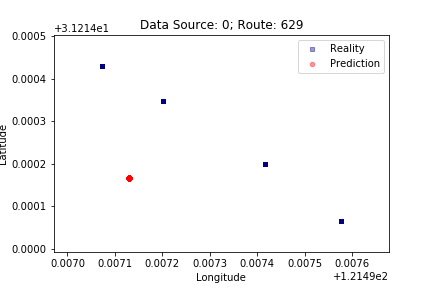 Data Source: 0; Route: 629
+3.1214e1
Reality
Prediction
0.0005
0.0004
0.0003
0.0002
0.0001
0.0000
Latitude
0.0070 0.0071 0.0072 0.0073 0.0074 0.0075 0.0076
Longitude
+1.2149e2